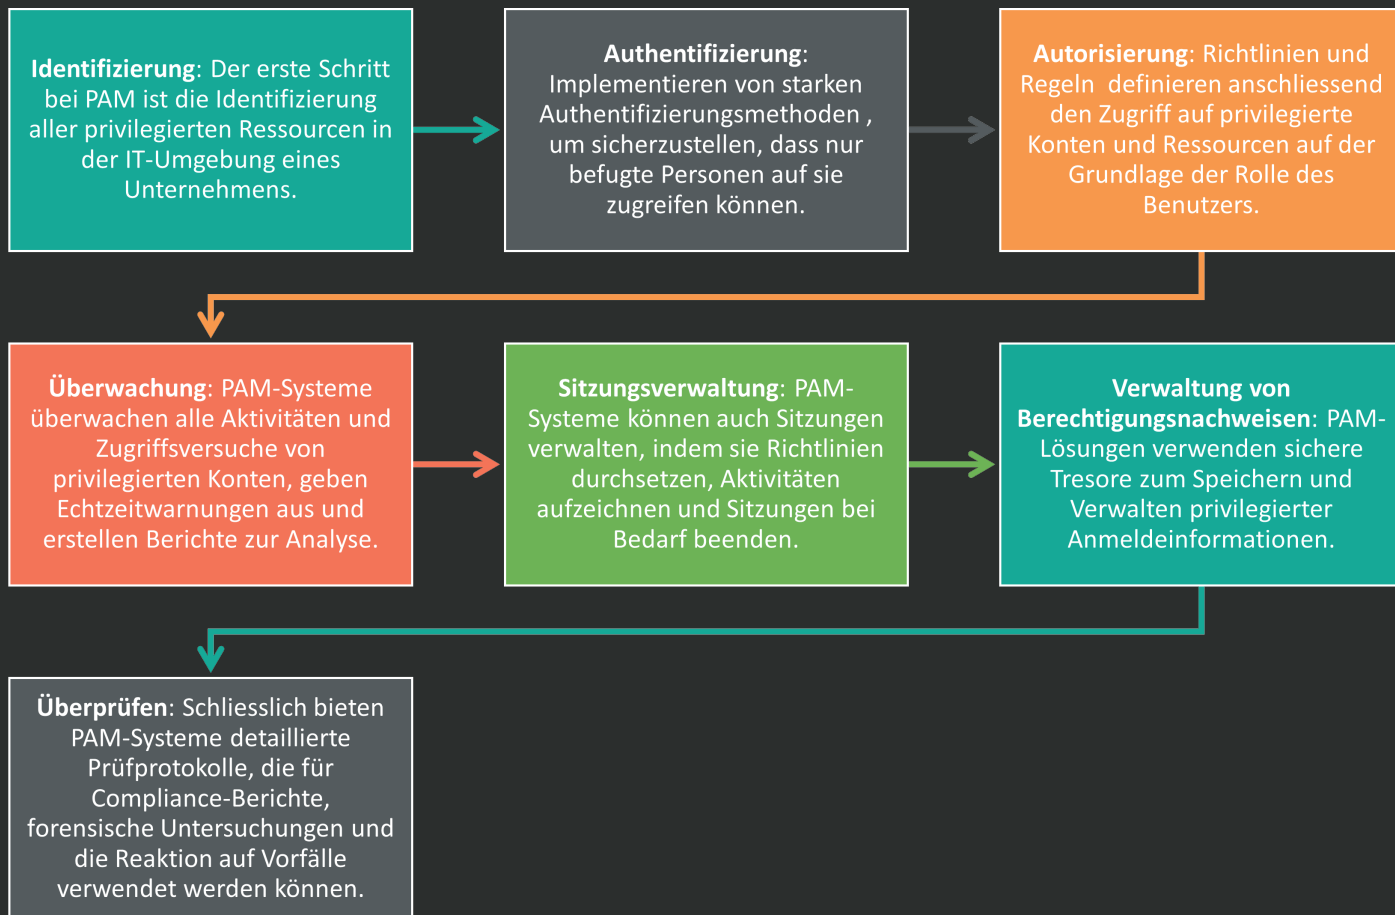 Identifizierung: Der erste Schritt
bei PAM ist die Identifizierung
aller privilegierten Ressourcen in
der IT-Umgebung eines
Unternehmens.
Authentifizierung:
Implementieren von starken
Authentifizierungsmethoden ,
um sicherzustellen, dass nur
befugte Personen auf sie
zugreifen können.
Autorisierung: Richtlinien und
Regeln  definieren anschliessend
den Zugriff auf privilegierte
Konten und Ressourcen auf der
Grundlage der Rolle des
Benutzers.
Überwachung: PAM-Systeme
überwachen alle Aktivitäten und
Zugriffsversuche von
privilegierten Konten, geben
Echtzeitwarnungen aus und
erstellen Berichte zur Analyse.
Sitzungsverwaltung: PAM-
Systeme können auch Sitzungen
verwalten, indem sie Richtlinien
durchsetzen, Aktivitäten
aufzeichnen und Sitzungen bei
Bedarf beenden.
Verwaltung von
Berechtigungsnachweisen: PAM-
Lösungen verwenden sichere
Tresore zum Speichern und
Verwalten privilegierter
Anmeldeinformationen.
Überprüfen: Schliesslich bieten
PAM-Systeme detaillierte
Prüfprotokolle, die für
Compliance-Berichte,
forensische Untersuchungen und
die Reaktion auf Vorfälle
verwendet werden können.